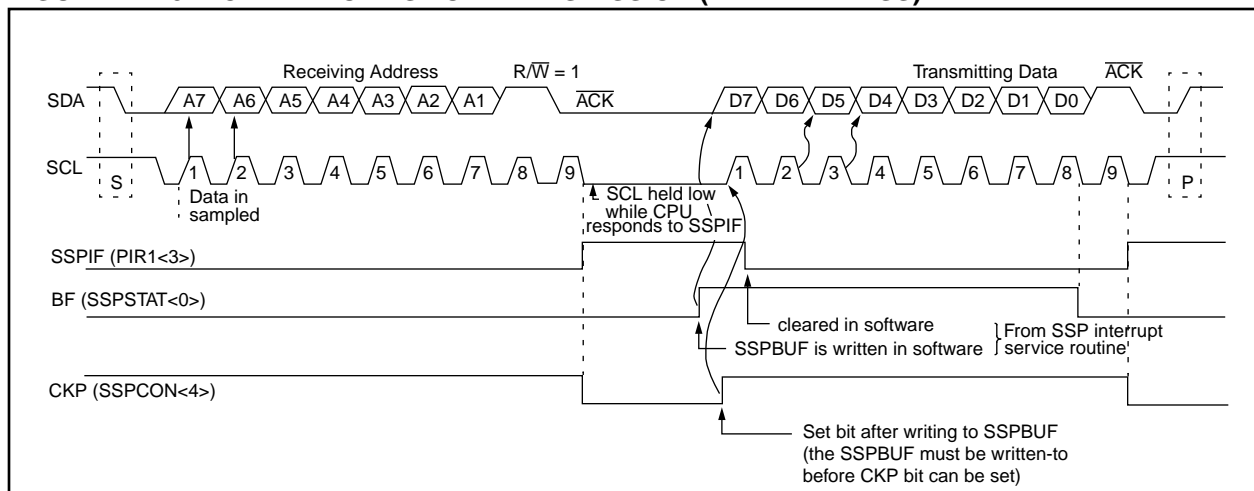 Receiving Address
R/W = 1
Transmitting Data
ACK
SDA
A7 A6 A5 A4 A3 A2 A1
ACK
D7 D6 D5 D4 D3 D2 D1 D0
SCL
S
1 2 3 4 5 6 7 8 9
1 2 3 4 5 6 7 8 9
P
Data in
sampled
SCL held low
while CPU
responds to SSPIF
SSPIF (PIR1<3>)
BF (SSPSTAT<0>)
cleared in software
SSPBUF is written in software
From SSP interrupt
service routine
CKP (SSPCON<4>)
Set bit after writing to SSPBUF
(the SSPBUF must be written-to
before CKP bit can be set)